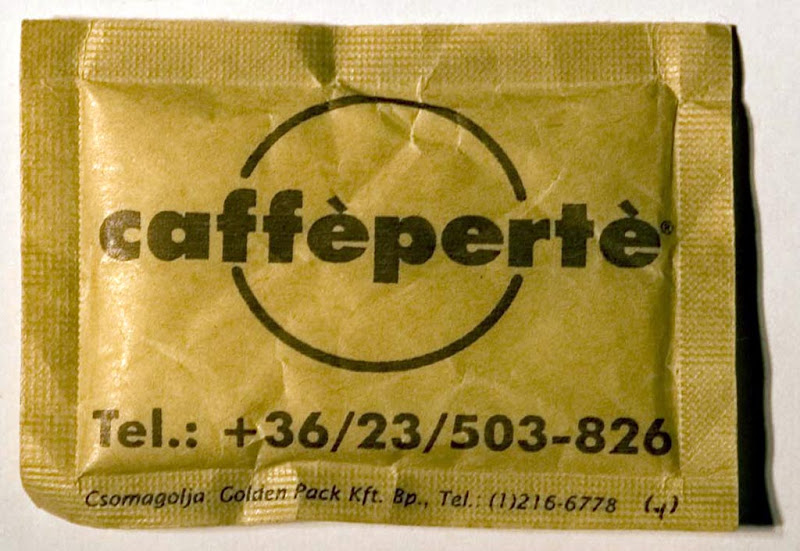 caffèpertè®
Tel.: +36/23/503-826
Csomagolja: Golden Pack Kft. Bp., Tel.: (1)216-6778